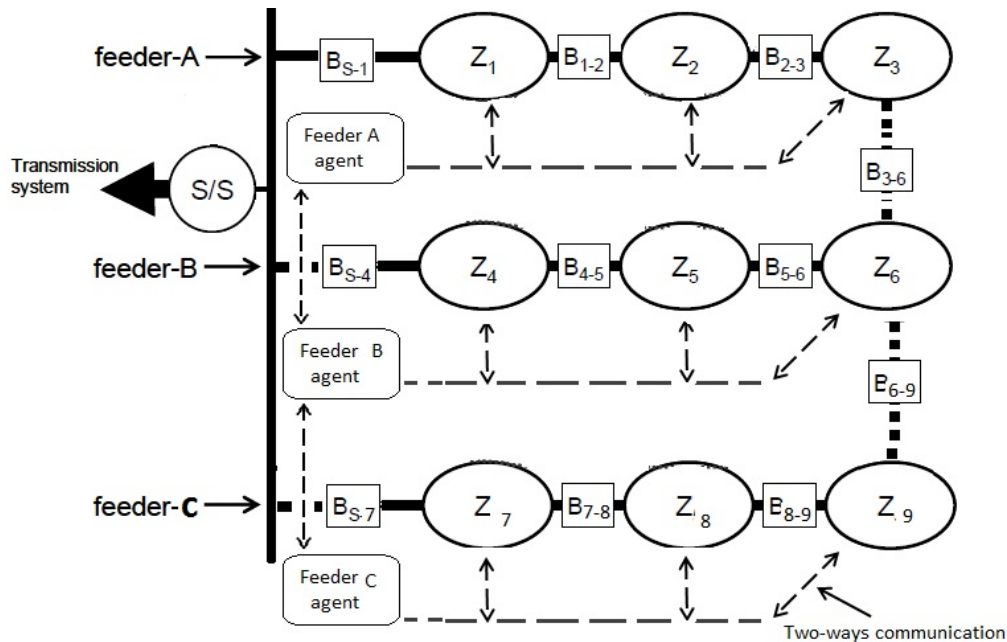 feeder-A
B S-1
Z 1
B 1-2
Z 2
B 2-3
Z 3
Feeder A
agent
Transmission
system
S/S
B 3-6
feeder-B
B S-4
Z 4
B 4-5
Z 5
B 5-6
Z 6
Feeder B
agent
B 6-9
feeder-C
B S-7
Z 7
B 7-8
Z 8
B 8-9
Z 9
Feeder C
agent
Two-ways communication